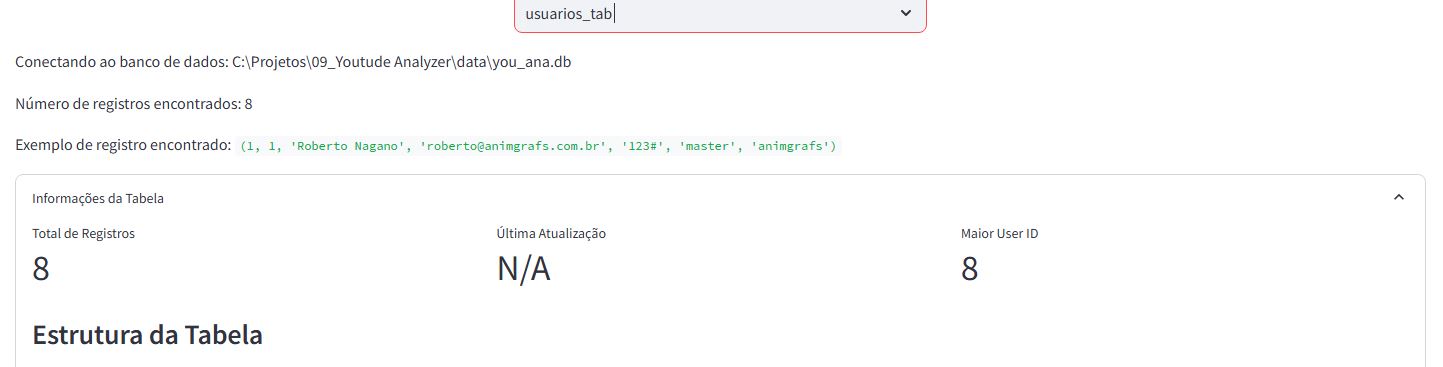 usuarios_tab
Conectando ao banco de dados: C:\Projetos\09_Youtude Analyzer\data\you_ana.db
Número de registros encontrados: 8
Exemplo de registro encontrado: (1, 1, 'Roberto Nagano', 'roberto@animgrafs.com.br', '123#', 'master', 'animgrafs')
Informações da Tabela
Total de Registros
Última Atualização
Maior User ID
8
N/A
8
Estrutura da Tabela